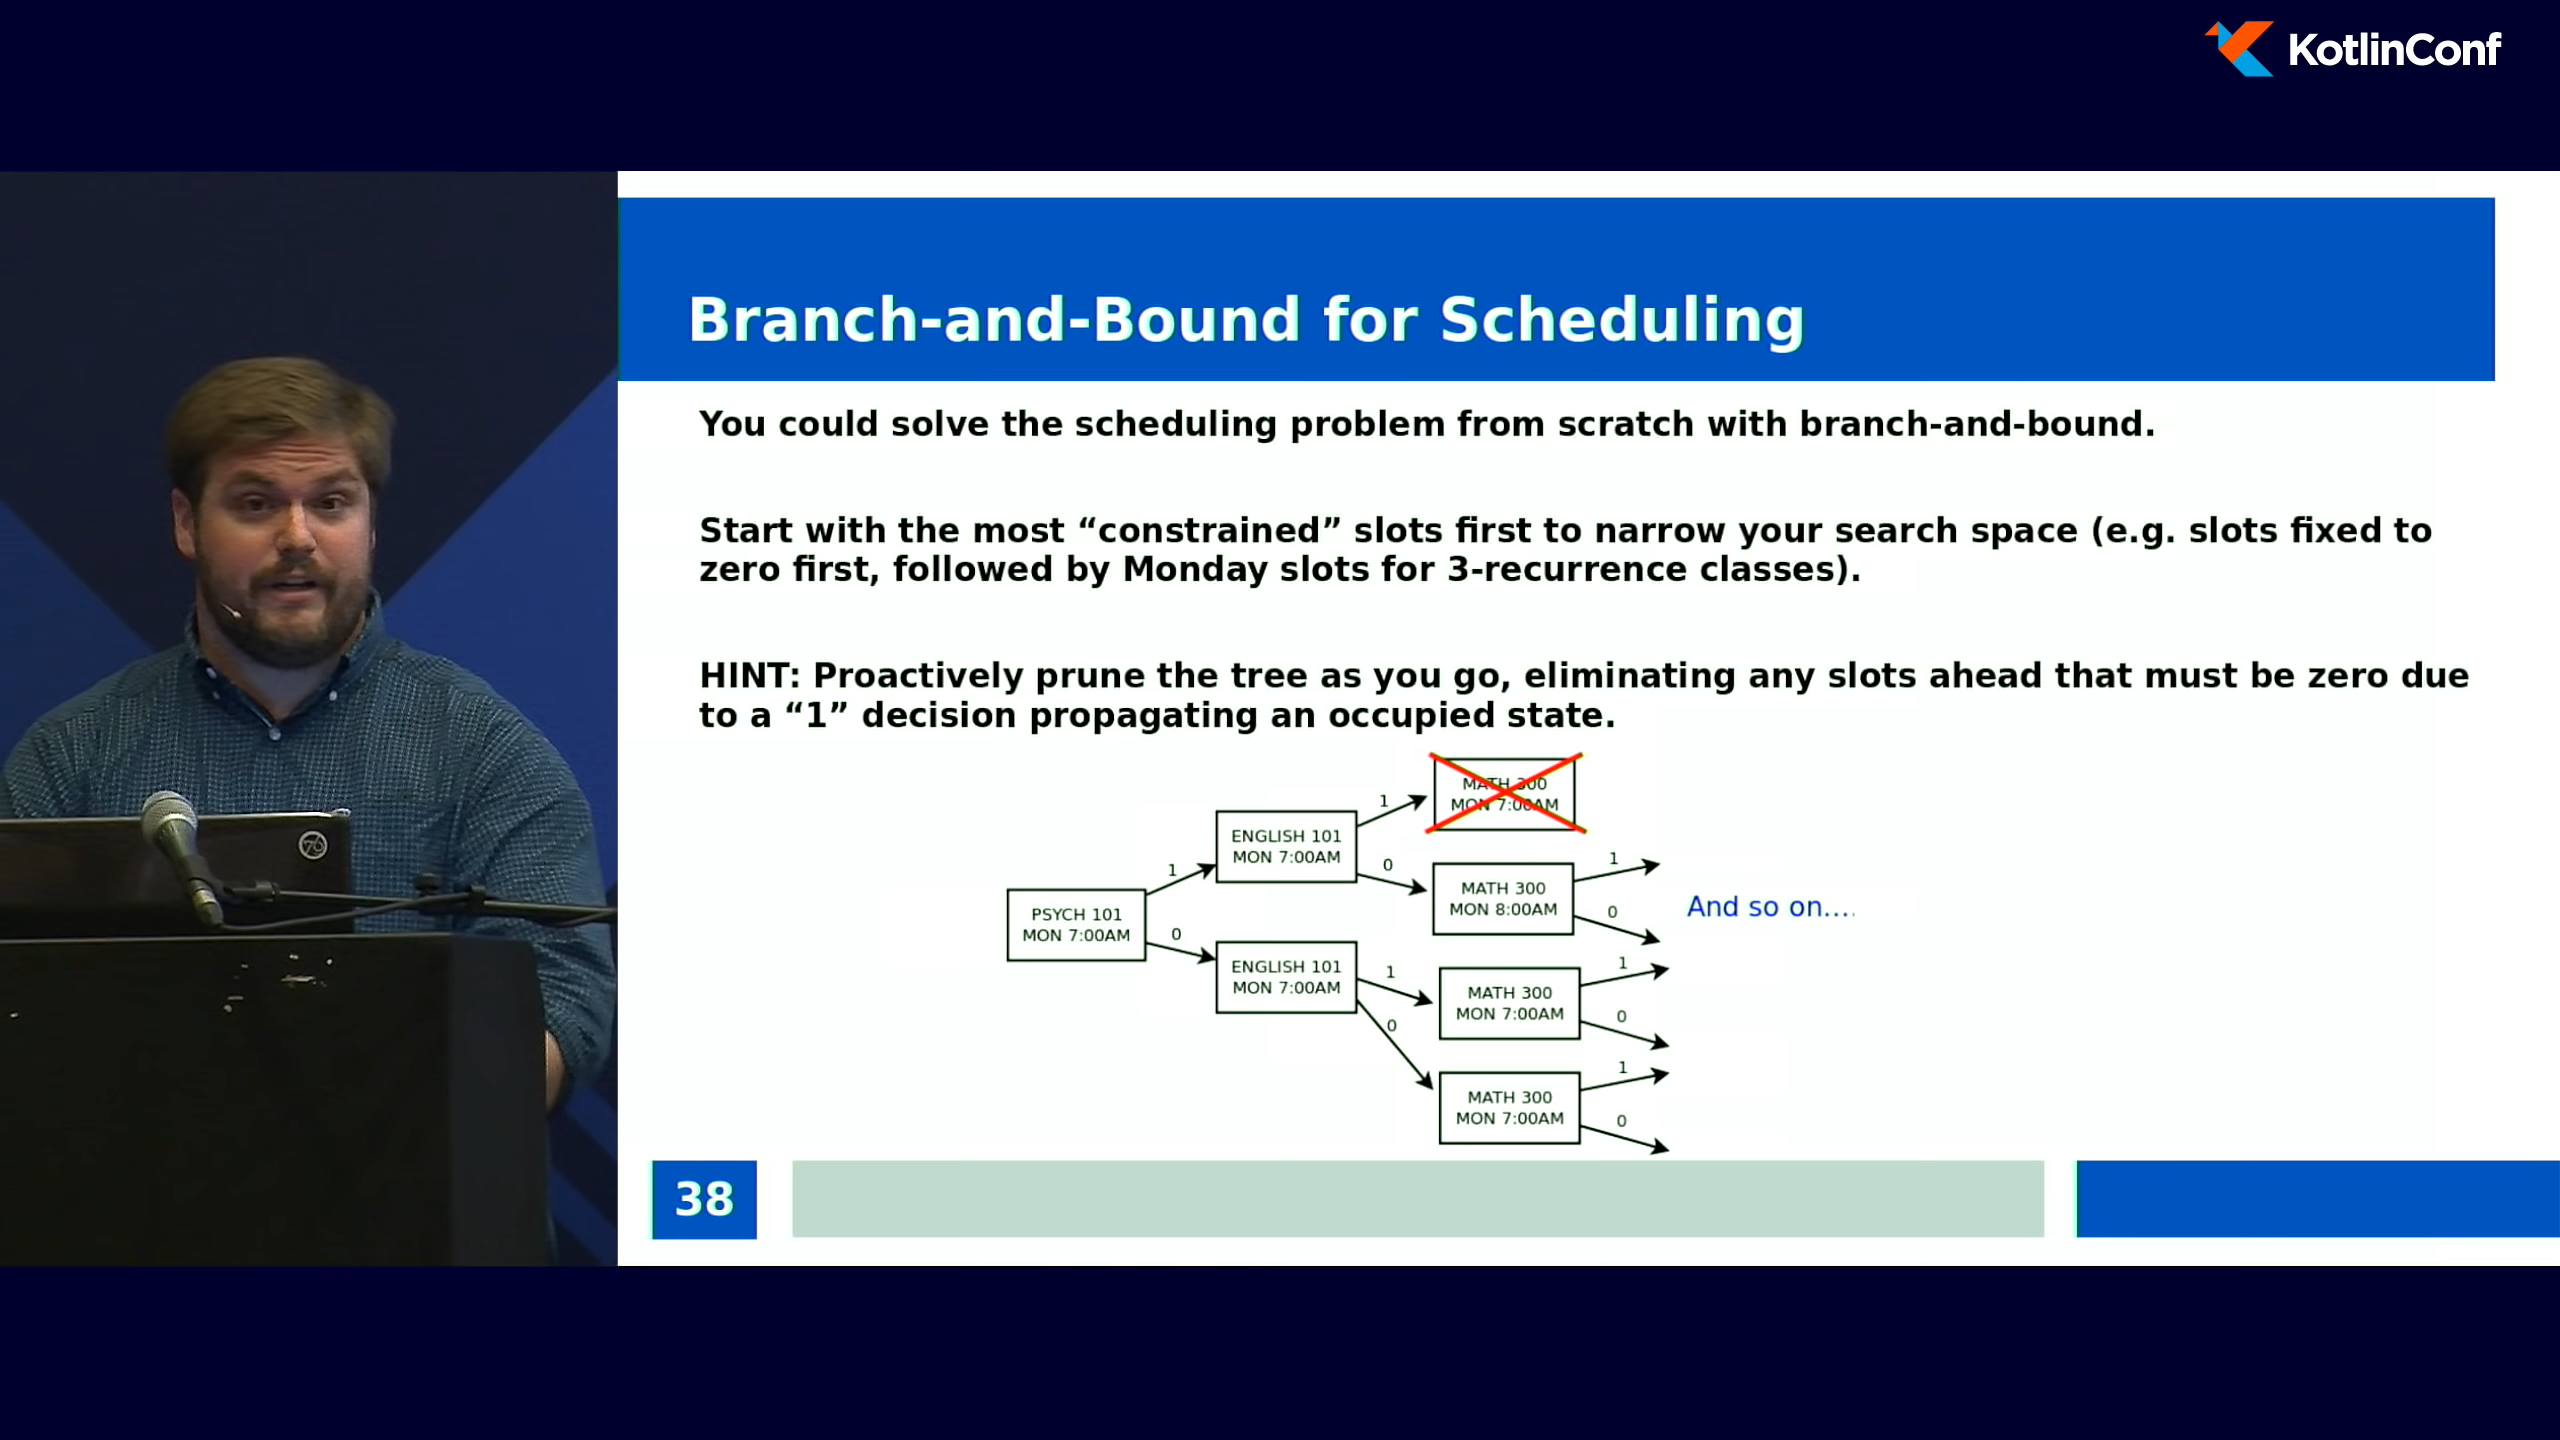 KotlinConf
Branch-and-Bound for Scheduling
You could solve the scheduling problem from scratch with branch-and-bound.
Start with the most “constrained” slots first to narrow your search space (e.g. slots fixed to
zero first, followed by Monday slots for 3-recurrence classes).
HINT: Proactively prune the tree as you go, eliminating any slots ahead that must be zero due
to a “1” decision propagating an occupied state.
PSYCH 101
MON 7:00AM
1
0
ENGLISH 101
MON 7:00AM
1
0
ENGLISH 101
MON 7:00AM
1
0
MATH 300
MON 7:00AM
MATH 300
MON 8:00AM
1
0
MATH 300
MON 7:00AM
1
0
MATH 300
MON 7:00AM
1
0
And so on....
38
76